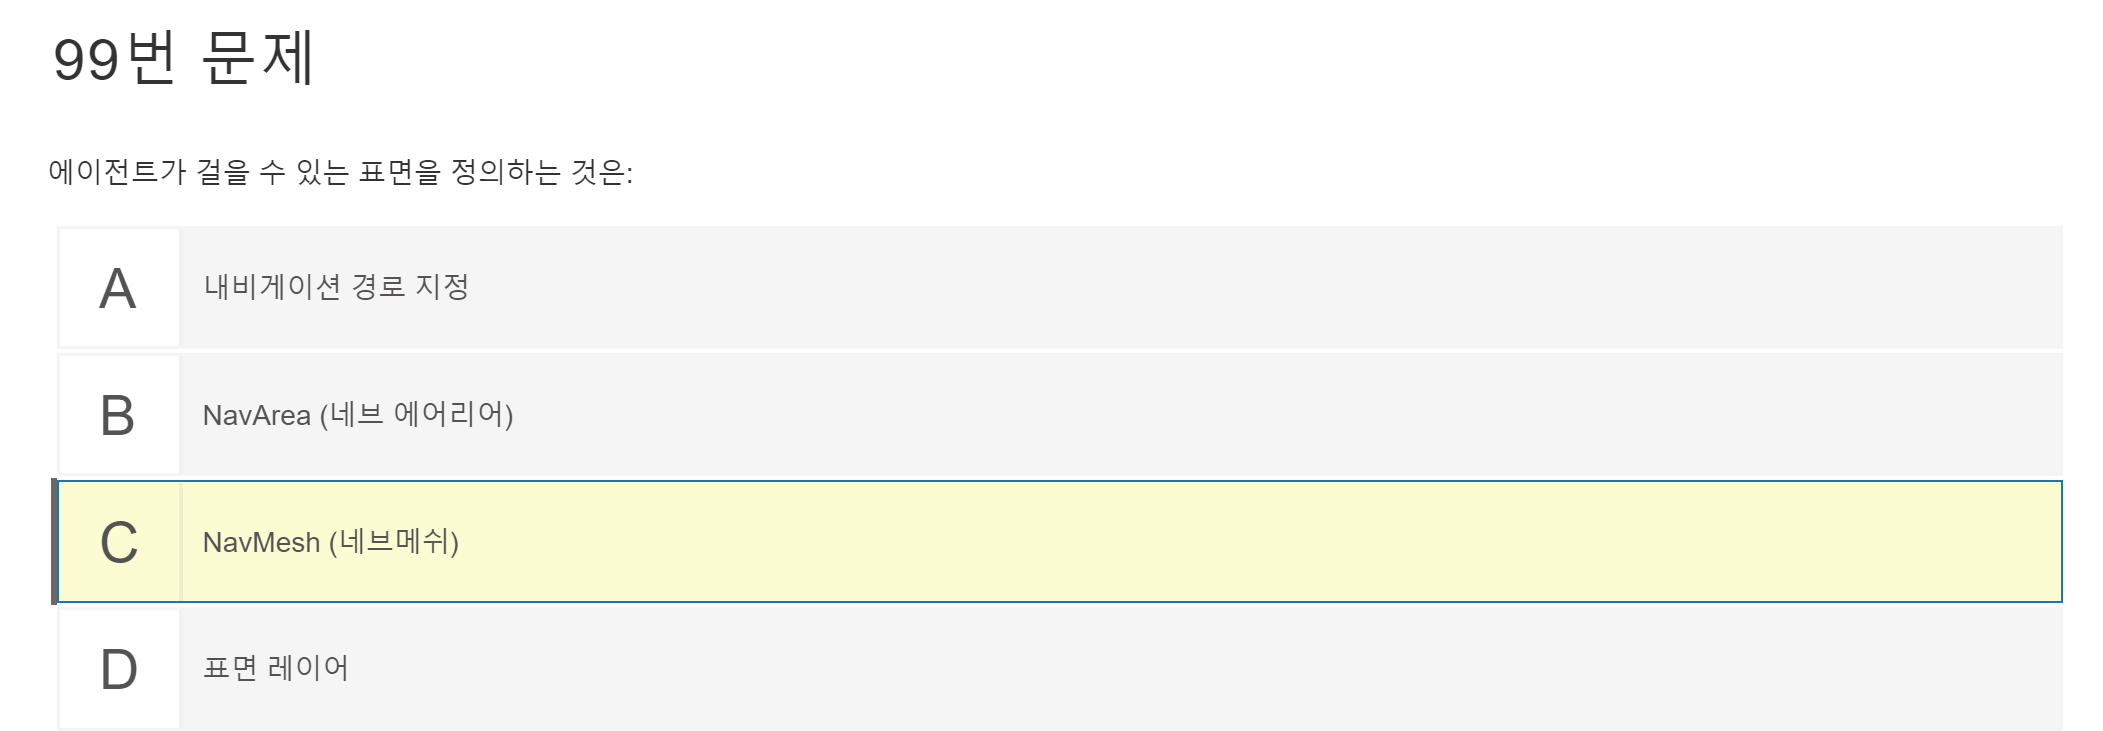 99번 문제
에이전트가 걸을 수 있는 표면을 정의하는 것은:
A 내비게이션 경로 지정
B NavArea (네브 에어리어)
C NavMesh (네브메쉬)
D 표면 레이어